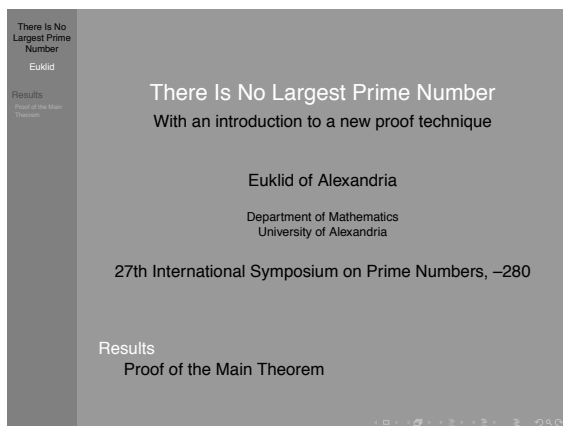 There Is No
Largest Prime
Number
Euklid
Results
Proof of the Main
Theorem
There Is No Largest Prime Number
With an introduction to a new proof technique
Euklid of Alexandria
Department of Mathematics
University of Alexandria
27th International Symposium on Prime Numbers, –280
Results
Proof of the Main Theorem